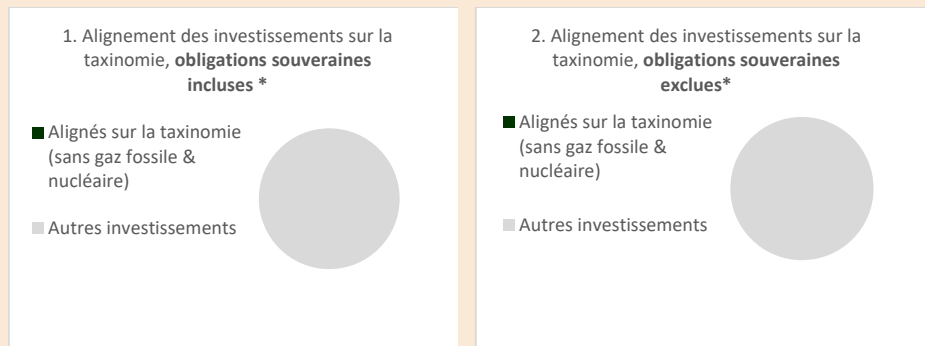 1. Alignement des investissements sur la
taxinomie, obligations souveraines
incluses *
Alignés sur la taxinomie
(sans gaz fossile &
nucléaire)
Autres investissements
2. Alignement des investissements sur la
taxinomie, obligations souveraines
exclues*
Alignés sur la taxinomie
(sans gaz fossile &
nucléaire)
Autres investissements